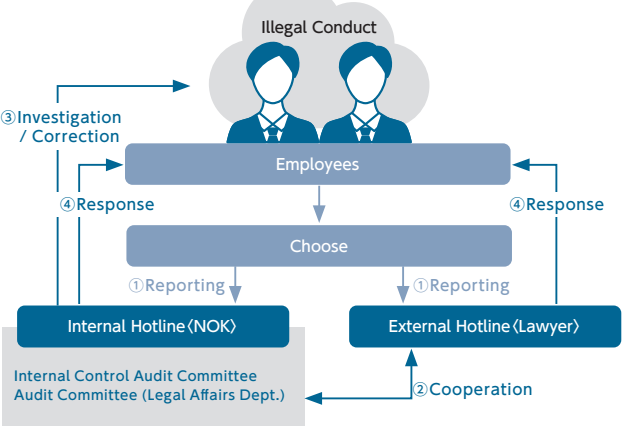 Illegal Conduct
③Investigation
/ Correction
Employees
④Response
④Response
Choose
①Reporting
①Reporting
Internal Hotline〈NOK〉
External Hotline〈Lawyer〉
Internal Control Audit Committee
Audit Committee (Legal Affairs Dept.)
②Cooperation